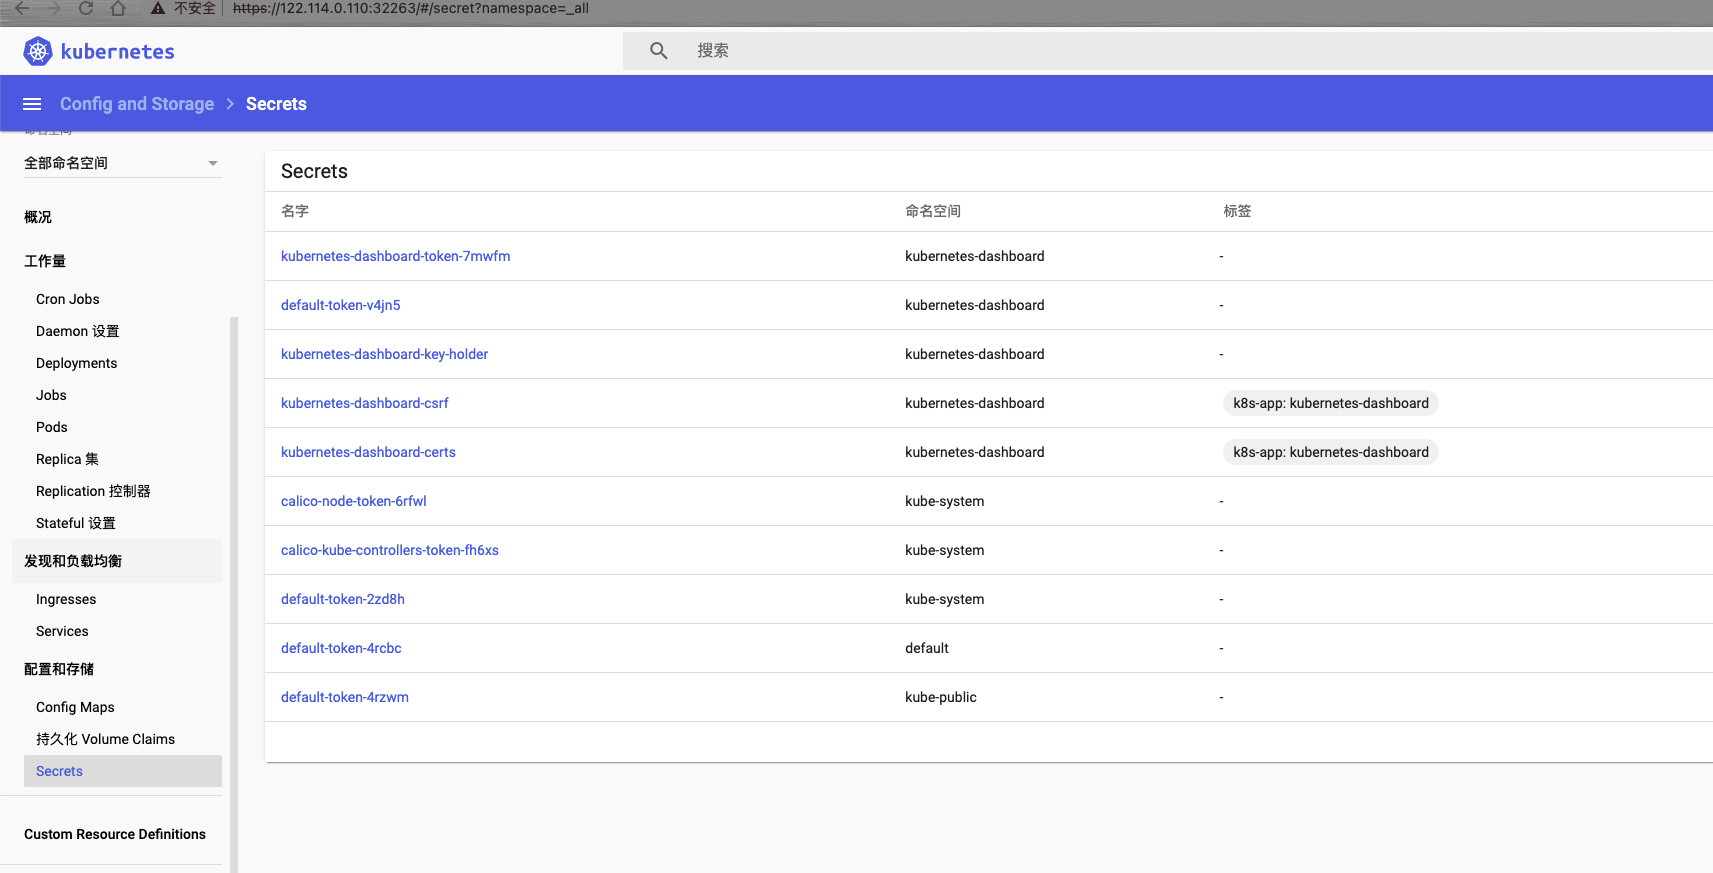 不安全 https://122.114.0.110:32263/#/secret?namespace=_all
kubernetes
搜索
Config and Storage > Secrets
命名空间
全部命名空间
概况
工作量
Cron Jobs
Daemon 设置
Deployments
Jobs
Pods
Replica 集
Replication 控制器
Stateful 设置
发现和负载均衡
Ingresses
Services
配置和存储
Config Maps
持久化 Volume Claims
Secrets
Custom Resource Definitions
Secrets
名字 命名空间 标签
kubernetes-dashboard-token-7mwfm kubernetes-dashboard -
default-token-v4jn5 kubernetes-dashboard -
kubernetes-dashboard-key-holder kubernetes-dashboard -
kubernetes-dashboard-csrf kubernetes-dashboard k8s-app: kubernetes-dashboard
kubernetes-dashboard-certs kubernetes-dashboard k8s-app: kubernetes-dashboard
calico-node-token-6rfwl kube-system -
calico-kube-controllers-token-fh6xs kube-system -
default-token-2zd8h kube-system -
default-token-4rcbc default -
default-token-4rzwm kube-public -